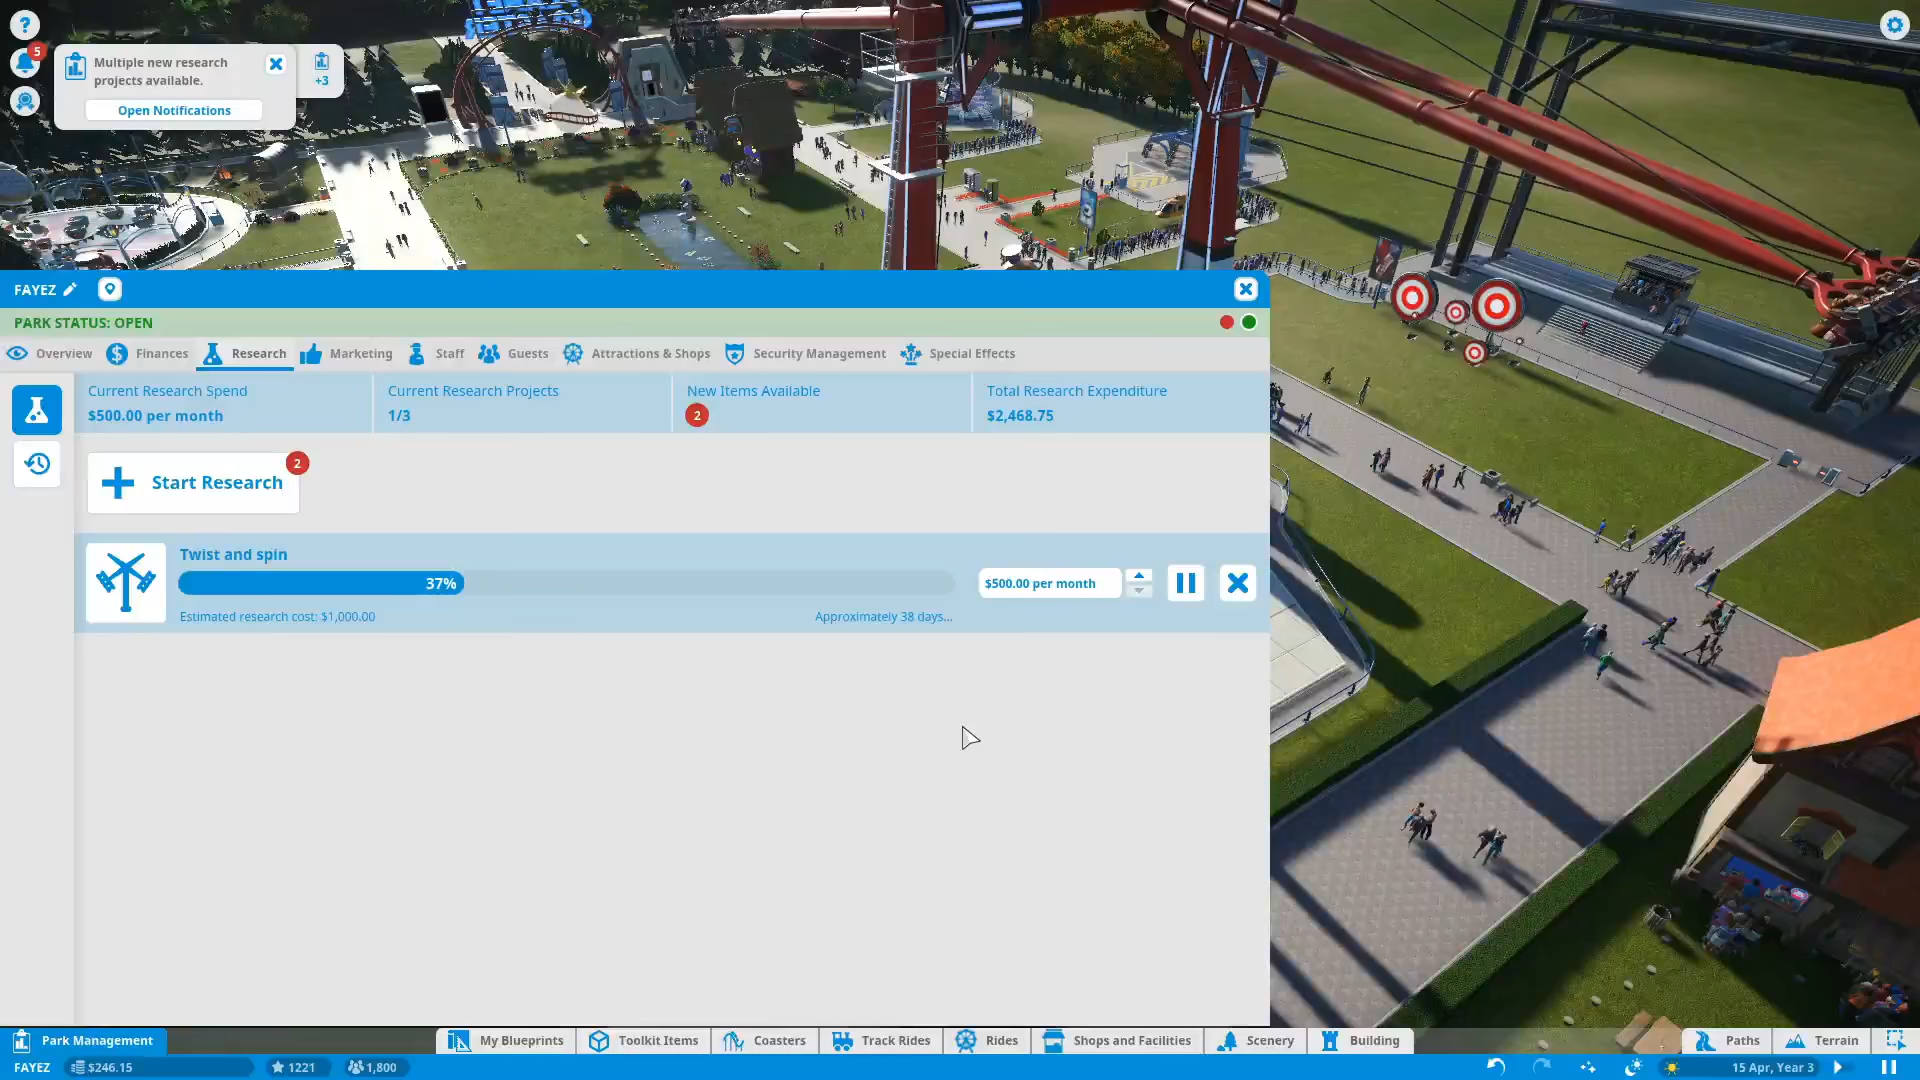 ?
5
Multiple new research
projects available.
+3
Open Notifications
FAYEZ
PARK STATUS: OPEN
Overview Finances Research Marketing Staff Guests Attractions & Shops Security Management Special Effects
Current Research Spend
$500.00 per month
Current Research Projects
1/3
New Items Available
2
Total Research Expenditure
$2,468.75
Start Research
2
Twist and spin
37%
$500.00 per month
Estimated research cost: $1,000.00
Approximately 38 days...
Park Management My Blueprints Toolkit Items Coasters Track Rides Rides Shops and Facilities Scenery Building Paths Terrain
FAYEZ $246.15 1221 1,800 15 Apr, Year 3